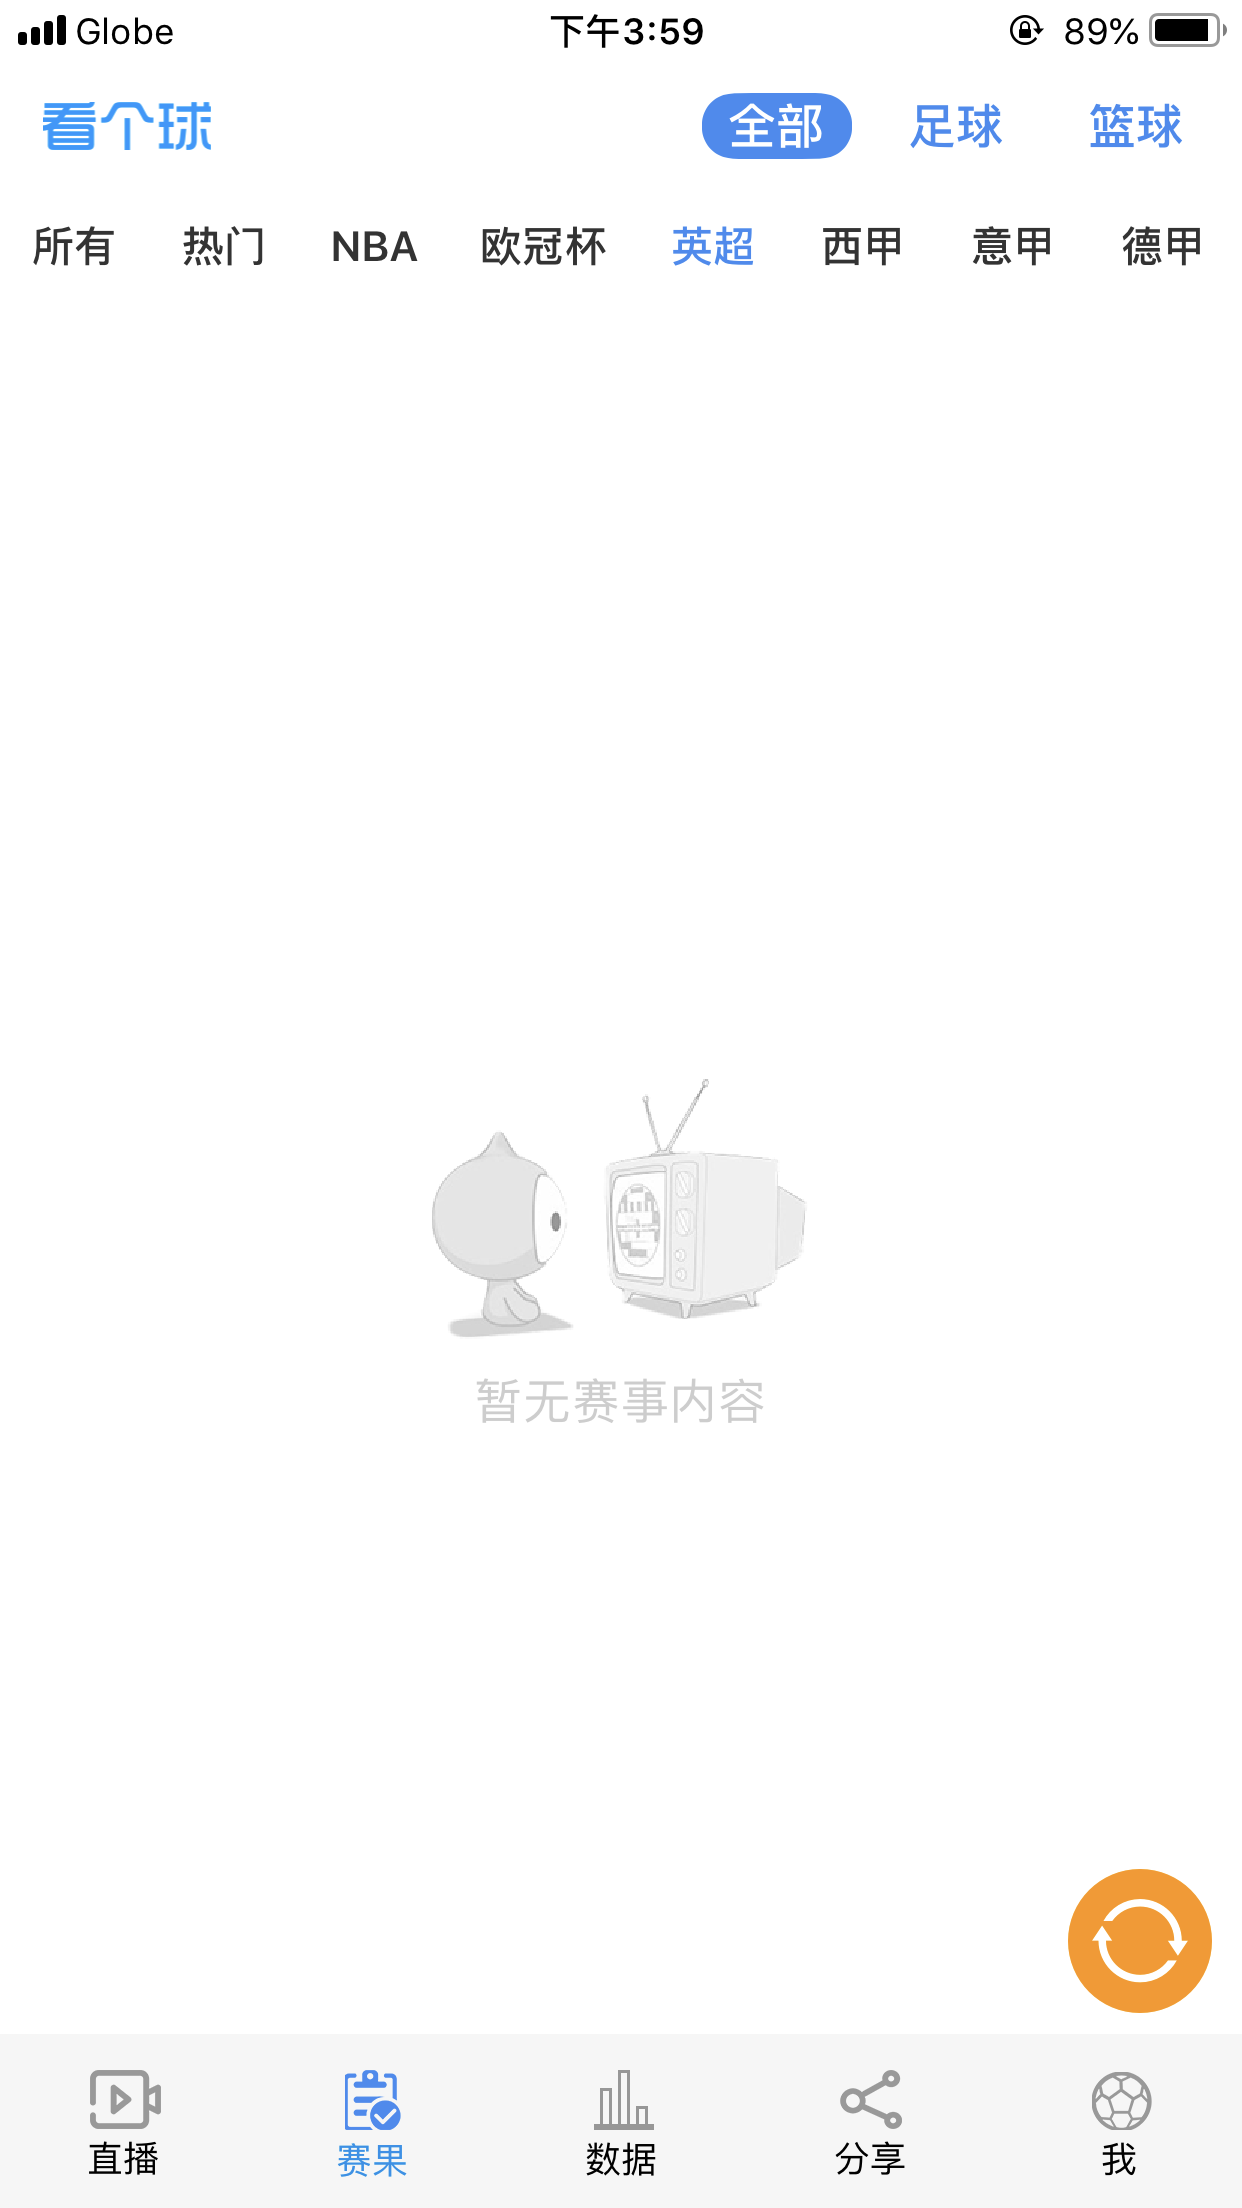 Globe 下午3:59 89%
看个球 全部 足球 篮球
所有 热门 NBA 欧冠杯 英超 西甲 意甲 德甲
暂无赛事内容
直播 赛果 数据 分享 我